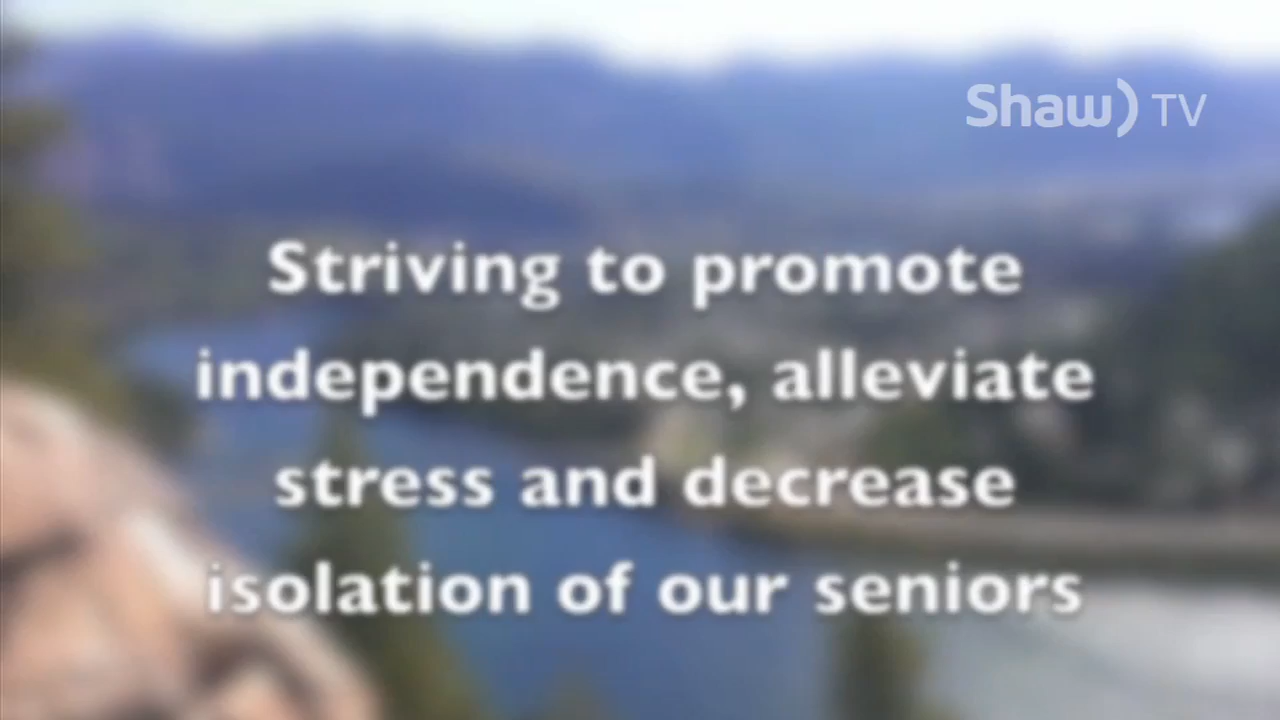 Shaw) TV
Striving to promote
independence, alleviate
stress and decrease
isolation of our seniors